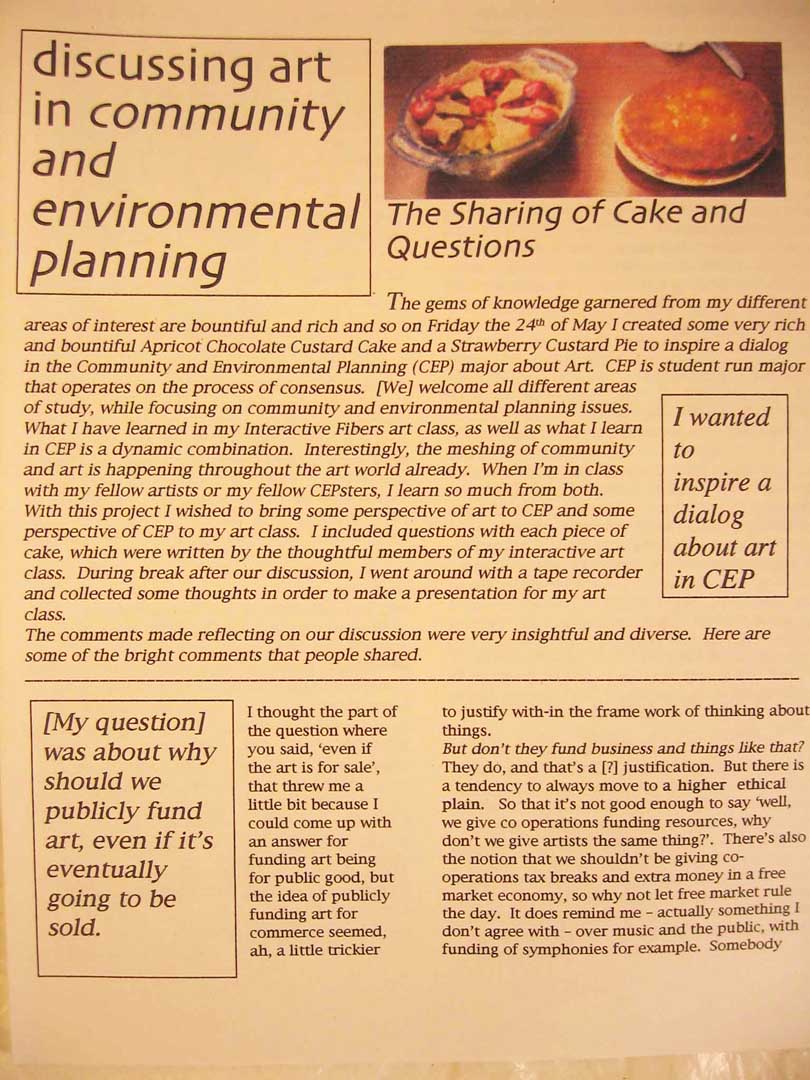 discussing art
in community
and
environmental
planning
The Sharing of Cake and
Questions
The gems of knowledge garnered from my different
areas of interest are bountiful and rich and so on Friday the 24th of May I created some very rich
and bountiful Apricot Chocolate Custard Cake and a Strawberry Custard Pie to inspire a dialog
in the Community and Environmental Planning (CEP) major about Art. CEP is student run major
that operates on the process of consensus. [We] welcome all different areas
of study, while focusing on community and environmental planning issues.
What I have learned in my Interactive Fibers art class, as well as what I learn
in CEP is a dynamic combination. Interestingly, the meshing of community
and art is happening throughout the art world already. When I'm in class
with my fellow artists or my fellow CEPsters, I learn so much from both.
With this project I wished to bring some perspective of art to CEP and some
perspective of CEP to my art class. I included questions with each piece of
cake, which were written by the thoughtful members of my interactive art
class. During break after our discussion, I went around with a tape recorder
and collected some thoughts in order to make a presentation for my art
class.
The comments made reflecting on our discussion were very insightful and diverse. Here are
some of the bright comments that people shared.
I wanted
to
inspire a
dialog
about art
in CEP
[My question]
was about why
should we
publicly fund
art, even if it's
eventually
going to be
sold.
I thought the part of
the question where
you said, 'even if
the art is for sale',
that threw me a
little bit because I
could come up with
an answer for
funding art being
for public good, but
the idea of publicly
funding art for
commerce seemed,
ah, a little trickier
to justify with-in the frame work of thinking about
things.
But don't they fund business and things like that?
They do, and that's a [?] justification. But there is
a tendency to always move to a higher ethical
plain. So that it's not good enough to say 'well,
we give co operations funding resources, why
don't we give artists the same thing?'. There's also
the notion that we shouldn't be giving co-
operations tax breaks and extra money in a free
market economy, so why not let free market rule
the day. It does remind me – actually something I
don't agree with – over music and the public, with
funding of symphonies for example. Somebody